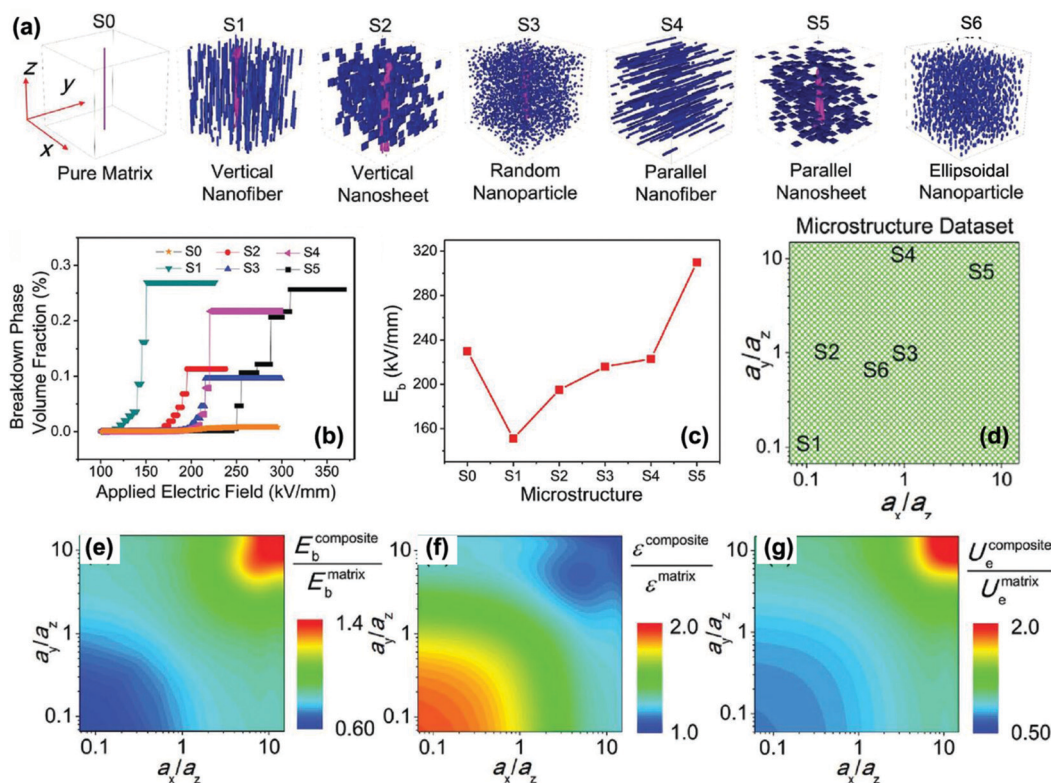 (a)
S0
S1
S2
S3
S4
S5
S6
z
y
x
Pure Matrix
Vertical
Nanofiber
Vertical
Nanosheet
Random
Nanoparticle
Parallel
Nanofiber
Parallel
Nanosheet
Ellipsoidal
Nanoparticle
Breakdown Phase
Volume Fraction (%)
0.3
0.2
0.1
0.0
S0 S2 S4
S1 S3 S5
(b)
100 150 200 250 300 350
Applied Electric Field (kV/mm)
E_b (kV/mm)
320
280
240
200
160
(c)
S0 S1 S2 S3 S4 S5
Microstructure
Microstructure Dataset
a_y/a_z
10
1
0.1
S4
S5
S2
S3
S6
S1
(d)
0.1 1 10
a_x/a_z
(e)
a_y/a_z
10
1
0.1
0.1 1 10
a_x/a_z
E_b^composite
E_b^matrix
1.4
0.60
(f)
a_y/a_z
10
1
0.1
0.1 1 10
a_x/a_z
ε^composite
ε^matrix
2.0
1.0
(g)
a_y/a_z
10
1
0.1
0.1 1 10
a_x/a_z
U_e^composite
U_e^matrix
2.0
0.50